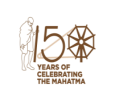 150
YEARS OF
CELEBRATING
THE MAHATMA